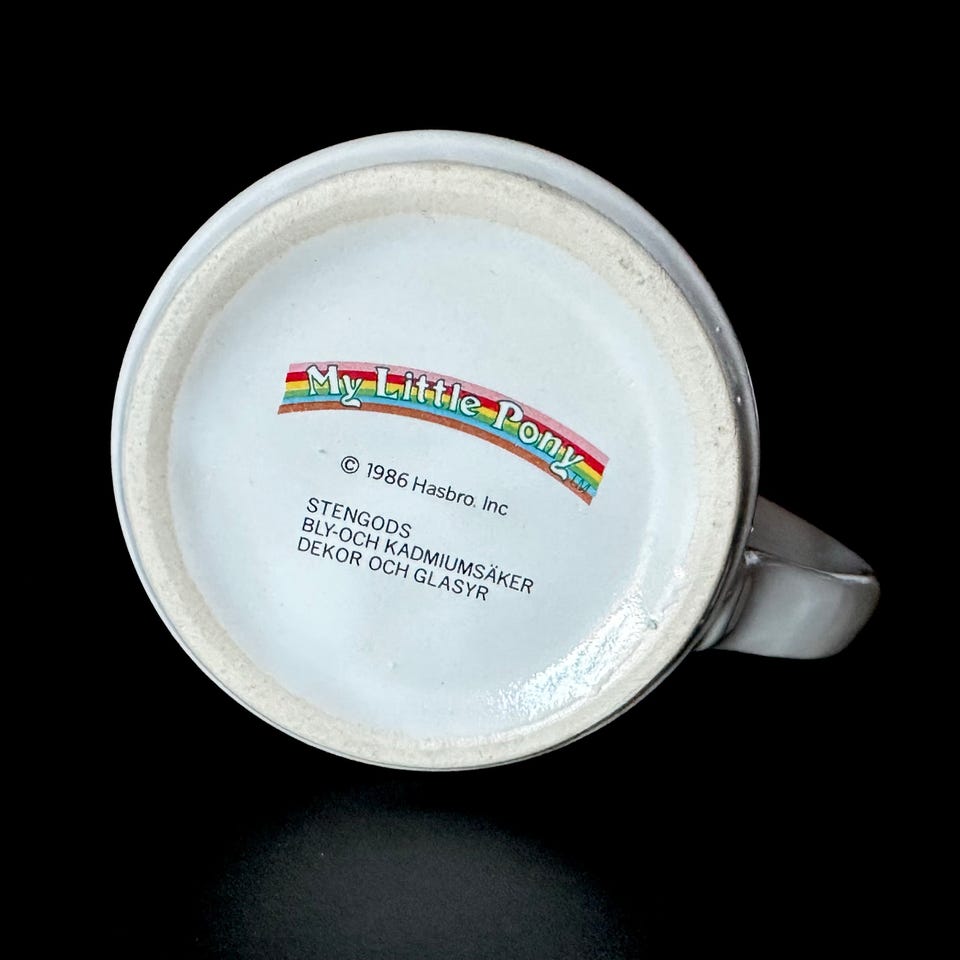 My Little Pony TM
© 1986 Hasbro. Inc
STENGODS
BLY-OCH KADMIUMSÄKER
DEKOR OCH GLASYR